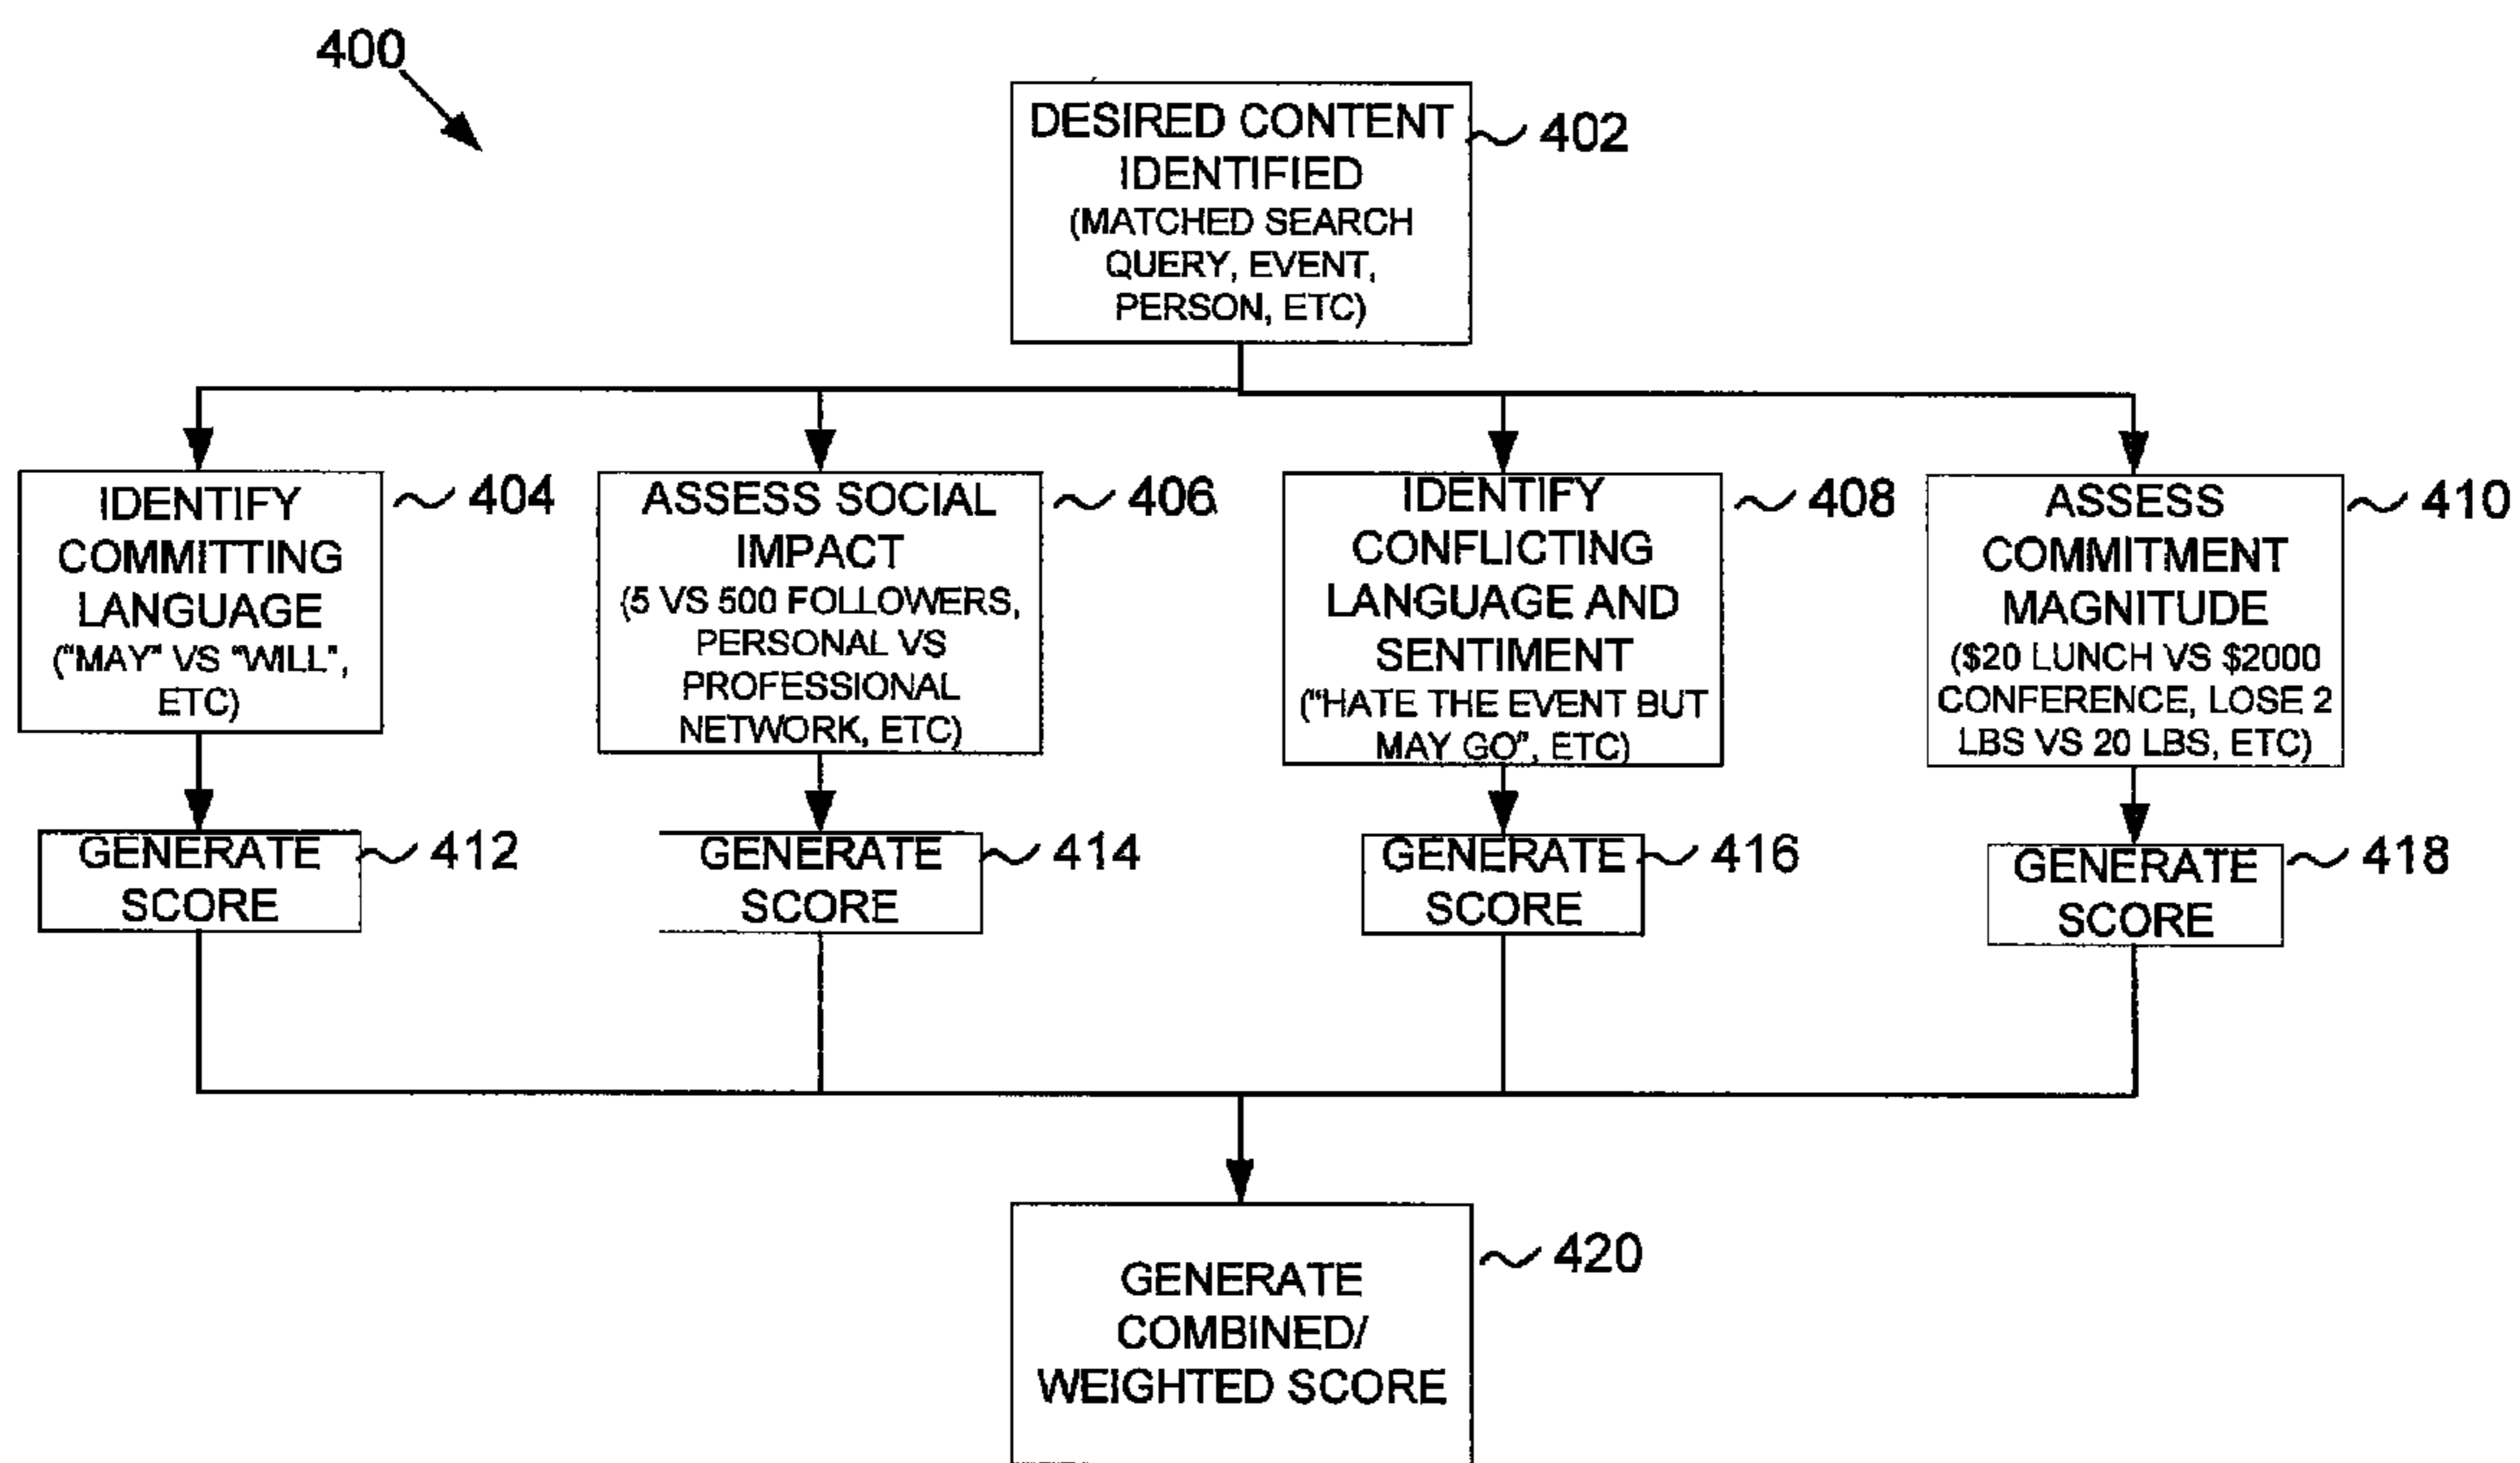 400
DESIRED CONTENT
IDENTIFIED
(MATCHED SEARCH
QUERY, EVENT,
PERSON, ETC)
402
IDENTIFY
COMMITTING
LANGUAGE
("MAY" VS "WILL",
ETC)
404
ASSESS SOCIAL
IMPACT
(5 VS 500 FOLLOWERS,
PERSONAL VS
PROFESSIONAL
NETWORK, ETC)
406
IDENTIFY
CONFLICTING
LANGUAGE AND
SENTIMENT
("HATE THE EVENT BUT
MAY GO", ETC)
408
ASSESS
COMMITMENT
MAGNITUDE
($20 LUNCH VS $2000
CONFERENCE, LOSE 2
LBS VS 20 LBS, ETC)
410
GENERATE
SCORE
412
GENERATE
SCORE
414
GENERATE
SCORE
416
GENERATE
SCORE
418
GENERATE
COMBINED/
WEIGHTED SCORE
420